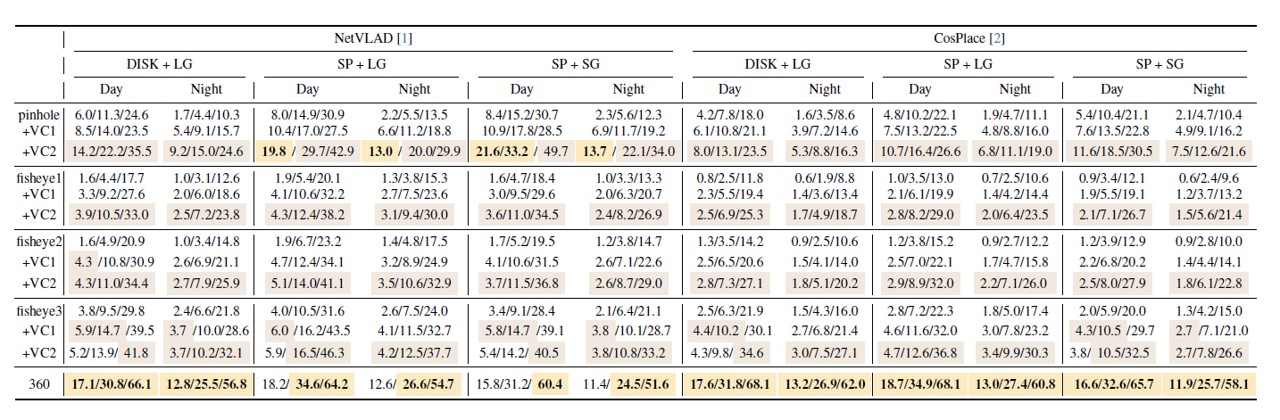 NetVLAD [1] CosPlace [2]
DISK + LG SP + LG SP + SG DISK + LG SP + LG SP + SG
Day Night Day Night Day Night Day Night Day Night Day Night
pinhole 6.0/11.3/24.6 1.7/4.4/10.3 8.0/14.9/30.9 2.2/5.5/13.5 8.4/15.2/30.7 2.3/5.6/12.3 4.2/7.8/18.0 1.6/3.5/8.6 4.8/10.2/22.1 1.9/4.7/11.1 5.4/10.4/21.1 2.1/4.7/10.4
+VC1 8.5/14.0/23.5 5.4/9.1/15.7 10.4/17.0/27.5 6.6/11.2/18.8 10.9/17.8/28.5 6.9/11.7/19.2 6.1/10.8/21.1 3.9/7.2/14.6 7.5/13.2/22.5 4.8/8.8/16.0 7.6/13.5/22.8 4.9/9.1/16.2
+VC2 14.2/22.2/35.5 9.2/15.0/24.6 19.8 / 29.7/42.9 13.0 / 20.0/29.9 21.6/33.2 / 49.7 13.7 / 22.1/34.0 8.0/13.1/23.5 5.3/8.8/16.3 10.7/16.4/26.6 6.8/11.1/19.0 11.6/18.5/30.5 7.5/12.6/21.6
fisheye1 1.6/4.4/17.7 1.0/3.1/12.6 1.9/5.4/20.1 1.3/3.8/15.3 1.6/4.7/18.4 1.0/3.3/13.3 0.8/2.5/11.8 0.6/1.9/8.8 1.0/3.5/13.0 0.7/2.5/10.6 0.9/3.4/12.1 0.6/2.4/9.6
+VC1 3.3/9.2/27.6 2.0/6.0/18.6 4.1/10.6/32.2 2.7/7.5/23.6 3.0/9.5/29.6 2.0/6.3/20.7 2.3/5.5/19.4 1.4/3.6/13.4 2.1/6.1/19.9 1.4/4.2/14.4 1.9/5.5/19.1 1.2/3.7/13.2
+VC2 3.9/10.5/33.0 2.5/7.2/23.8 4.3/12.4/38.2 3.1/9.4/30.0 3.6/11.0/34.5 2.4/8.2/26.9 2.5/6.9/25.3 1.7/4.9/18.7 2.8/8.2/29.0 2.0/6.4/23.5 2.1/7.1/26.7 1.5/5.6/21.4
fisheye2 1.6/4.9/20.9 1.0/3.4/14.8 1.9/6.7/23.2 1.4/4.8/17.5 1.7/5.2/19.5 1.2/3.8/14.7 1.3/3.5/14.2 0.9/2.5/10.6 1.2/3.8/15.2 0.9/2.7/12.2 1.2/3.9/12.9 0.9/2.8/10.0
+VC1 4.3 /10.8/30.9 2.6/6.9/21.1 4.7/12.4/34.1 3.2/8.9/24.9 4.1/10.6/31.5 2.6/7.1/22.6 2.5/6.5/20.6 1.5/4.1/14.0 2.5/7.0/22.1 1.7/4.7/15.8 2.2/6.8/20.2 1.4/4.4/14.1
+VC2 4.3/11.0/34.4 2.7/7.9/25.9 5.1/14.0/41.1 3.5/10.6/32.9 3.7/11.5/36.8 2.6/8.7/29.0 2.8/7.3/27.1 1.8/5.1/20.2 2.9/8.9/32.0 2.2/7.1/26.0 2.5/8.0/27.9 1.8/6.1/22.8
fisheye3 3.8/9.5/29.8 2.4/6.6/21.8 4.0/10.5/31.6 2.6/7.5/24.0 3.4/9.1/28.4 2.1/6.4/21.1 2.5/6.3/21.9 1.5/4.3/16.0 2.8/7.2/22.3 1.8/5.0/17.4 2.0/5.9/20.0 1.3/4.2/15.0
+VC1 5.9/14.7 /39.5 3.7 /10.0/28.6 6.0 /16.2/43.5 4.1/11.5/32.7 5.8/14.7 /39.1 3.8 /10.1/28.7 4.4/10.2 /30.1 2.7/6.8/21.4 4.6/11.6/32.0 3.0/7.8/23.2 4.3/10.5 /29.7 2.7 /7.1/21.0
+VC2 5.2/13.9/ 41.8 3.7/10.2/32.1 5.9/ 16.5/46.3 4.2/12.5/37.7 5.4/14.2/ 40.5 3.8/10.8/33.2 4.3/9.8/ 34.6 3.0/7.5/27.1 4.7/12.6/36.8 3.4/9.9/30.3 3.8/ 10.5/32.5 2.7/7.8/26.6
360 17.1/30.8/66.1 12.8/25.5/56.8 18.2/ 34.6/64.2 12.6/ 26.6/54.7 15.8/31.2/ 60.4 11.4/ 24.5/51.6 17.6/31.8/68.1 13.2/26.9/62.0 18.7/34.9/68.1 13.0/27.4/60.8 16.6/32.6/65.7 11.9/25.7/58.1